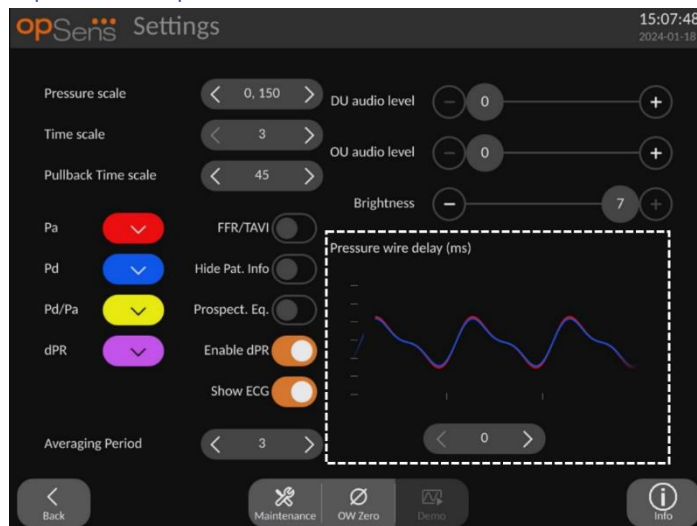 opSens Settings
15:07:48
2024-01-18
Pressure scale
0, 150
DU audio level
0
Time scale
3
OU audio level
0
Pullback Time scale
45
Brightness
7
Pa
FFR/TAVI
Pressure wire delay (ms)
Pd
Hide Pat. Info
Pd/Pa
Prospect. Eq.
dPR
Enable dPR
Show ECG
Averaging Period
3
0
Back
Maintenance
OW Zero
Demo
Info